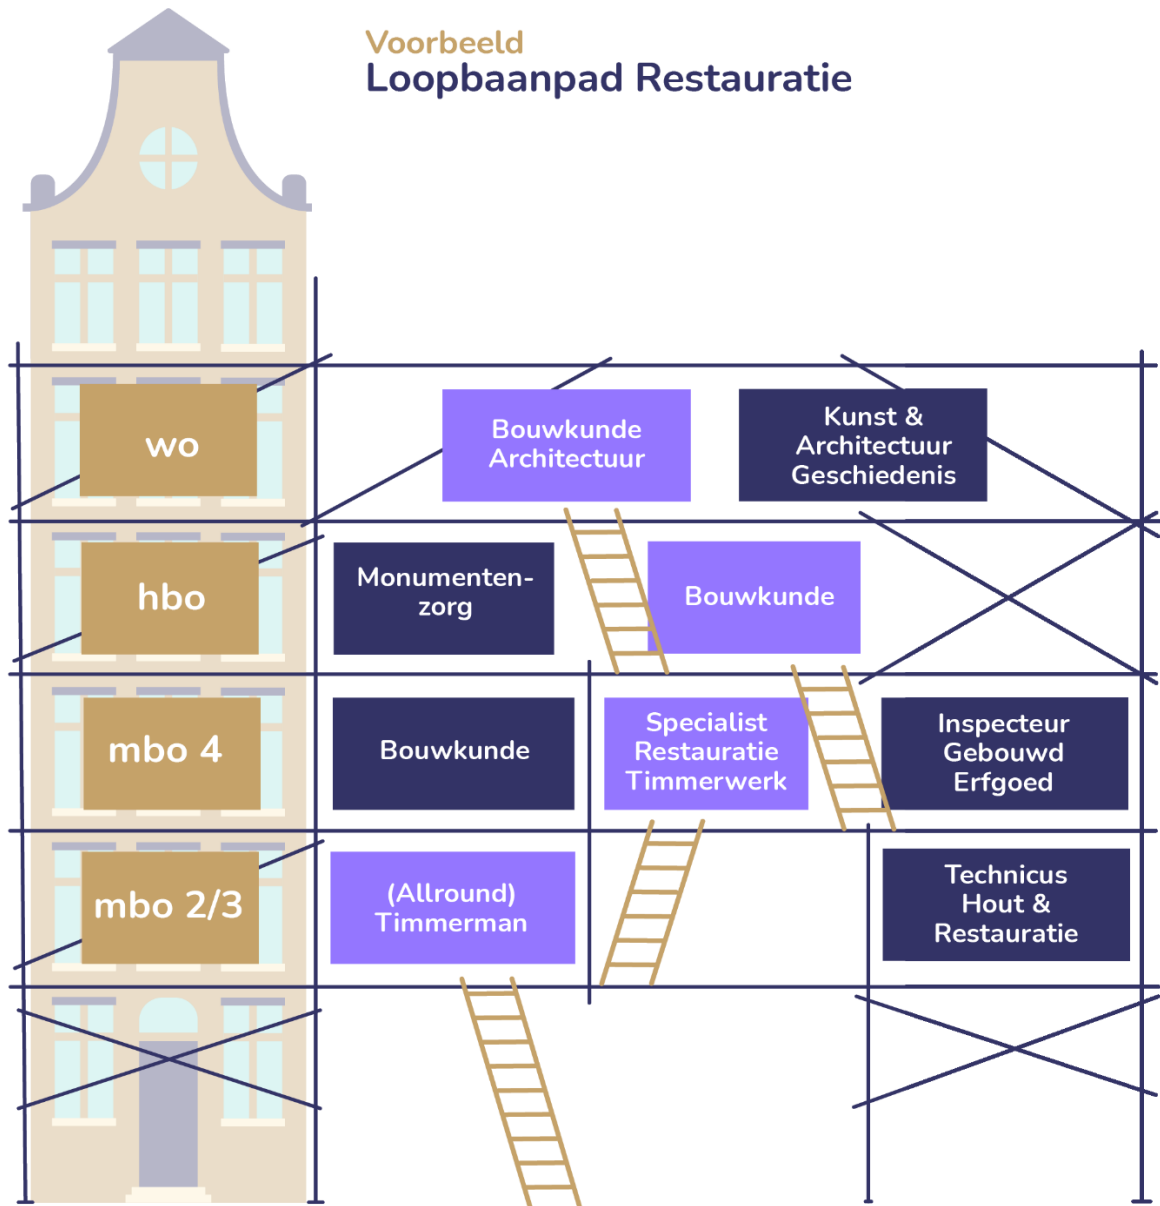 Voorbeeld
Loopbaanpad Restauratie
wo
Bouwkunde
Architectuur
Kunst &
Architectuur
Geschiedenis
hbo
Monumenten-
zorg
Bouwkunde
mbo 4
Bouwkunde
Specialist
Restauratie
Timmerwerk
Inspecteur
Gebouwd
Erfgoed
mbo 2/3
(Allround)
Timmerman
Technicus
Hout &
Restauratie